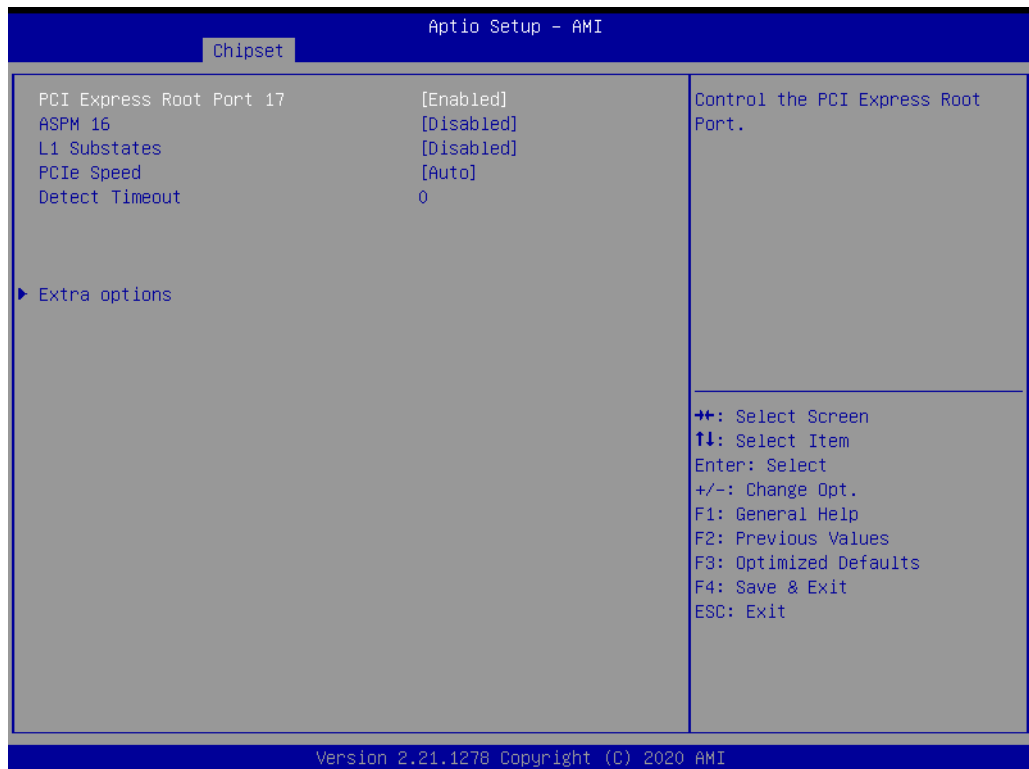 Aptio Setup – AMI
Chipset
PCI Express Root Port 17 [Enabled]
ASPM 16 [Disabled]
L1 Substates [Disabled]
PCIe Speed [Auto]
Detect Timeout 0
▶ Extra options
Control the PCI Express Root
Port.
→←: Select Screen
↑↓: Select Item
Enter: Select
+/-: Change Opt.
F1: General Help
F2: Previous Values
F3: Optimized Defaults
F4: Save & Exit
ESC: Exit
Version 2.21.1278 Copyright (C) 2020 AMI